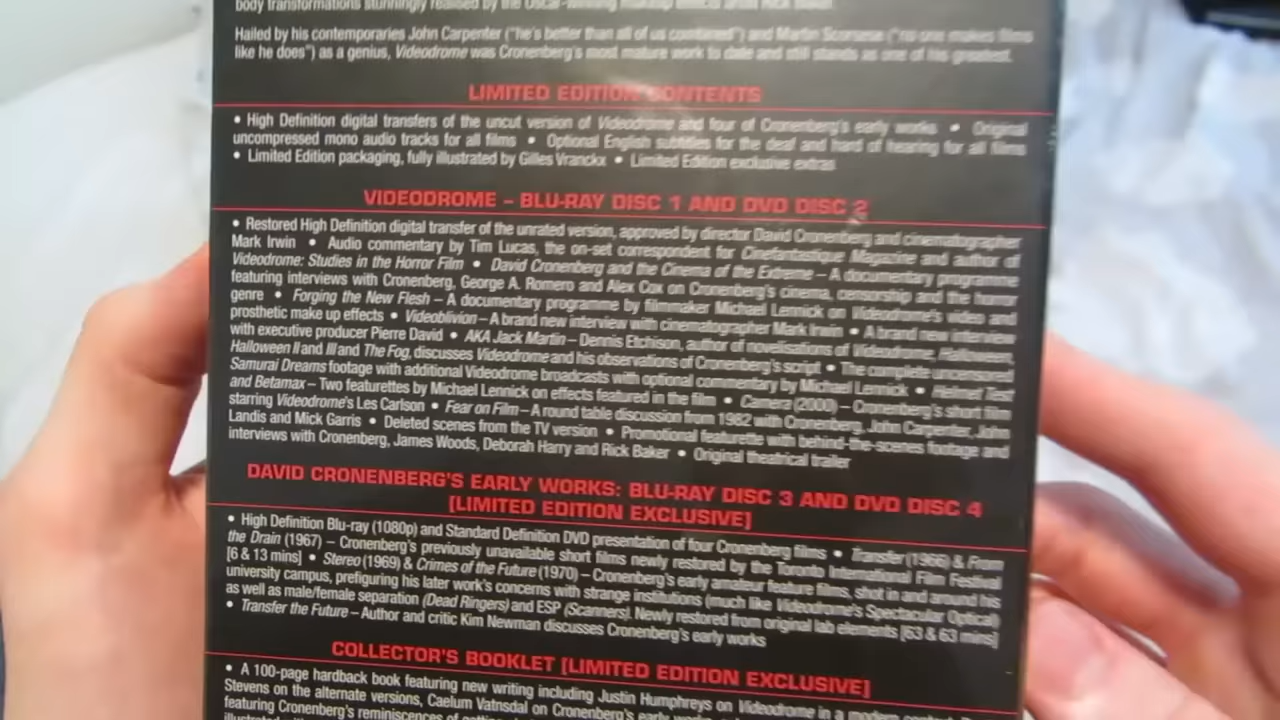 body transformations stunningly realised by the Oscar-winning makeup effects artist Rick Baker.
Hailed by his contemporaries John Carpenter ("he's better than all of us combined") and Martin Scorsese ("no one makes films
like he does") as a genius, Videodrome was Cronenberg's most mature work to date and still stands as one of his greatest.
LIMITED EDITION CONTENTS
• High Definition digital transfers of the uncut version of Videodrome and four of Cronenberg's early works • Original
uncompressed mono audio tracks for all films • Optional English subtitles for the deaf and hard of hearing for all films
• Limited Edition packaging, fully illustrated by Gilles Vranckx • Limited Edition exclusive extras
VIDEODROME – BLU-RAY DISC 1 AND DVD DISC 2
• Restored High Definition digital transfer of the unrated version, approved by director David Cronenberg and cinematographer
Mark Irwin • Audio commentary by Tim Lucas, the on-set correspondent for Cinefantastique Magazine and author of
Videodrome: Studies in the Horror Film • David Cronenberg and the Cinema of the Extreme – A documentary programme
featuring interviews with Cronenberg, George A. Romero and Alex Cox on Cronenberg's cinema, censorship and the horror
genre • Forging the New Flesh – A documentary programme by filmmaker Michael Lennick on Videodrome's video and
prosthetic make up effects • Videoblivion – A brand new interview with cinematographer Mark Irwin • A brand new interview
with executive producer Pierre David • AKA Jack Martin – Dennis Etchison, author of novelisations of Videodrome, Halloween,
Halloween II and III and The Fog, discusses Videodrome and his observations of Cronenberg's script • The complete uncensored
Samurai Dreams footage with additional Videodrome broadcasts with optional commentary by Michael Lennick • Helmet Test
and Betamax – Two featurettes by Michael Lennick on effects featured in the film • Camera (2000) – Cronenberg's short film
starring Videodrome's Les Carlson • Fear on Film – A round table discussion from 1982 with Cronenberg, John Carpenter, John
Landis and Mick Garris • Deleted scenes from the TV version • Promotional featurette with behind-the-scenes footage and
interviews with Cronenberg, James Woods, Deborah Harry and Rick Baker • Original theatrical trailer
DAVID CRONENBERG'S EARLY WORKS: BLU-RAY DISC 3 AND DVD DISC 4
[LIMITED EDITION EXCLUSIVE]
• High Definition Blu-ray (1080p) and Standard Definition DVD presentation of four Cronenberg films • Transfer (1966) & From
the Drain (1967) – Cronenberg's previously unavailable short films newly restored by the Toronto International Film Festival
[6 & 13 mins] • Stereo (1969) & Crimes of the Future (1970) – Cronenberg's early amateur feature films, shot in and around his
university campus, prefiguring his later work's concerns with strange institutions (much like Videodrome's Spectacular Optical)
as well as male/female separation (Dead Ringers) and ESP (Scanners). Newly restored from original lab elements [63 & 63 mins]
• Transfer the Future – Author and critic Kim Newman discusses Cronenberg's early works
COLLECTOR'S BOOKLET [LIMITED EDITION EXCLUSIVE]
• A 100-page hardback book featuring new writing including Justin Humphreys on Videodrome in a modern context,
Stevens on the alternate versions, Caelum Vatnsdal on Cronenberg's early works,
featuring Cronenberg's reminiscences of
illustrated